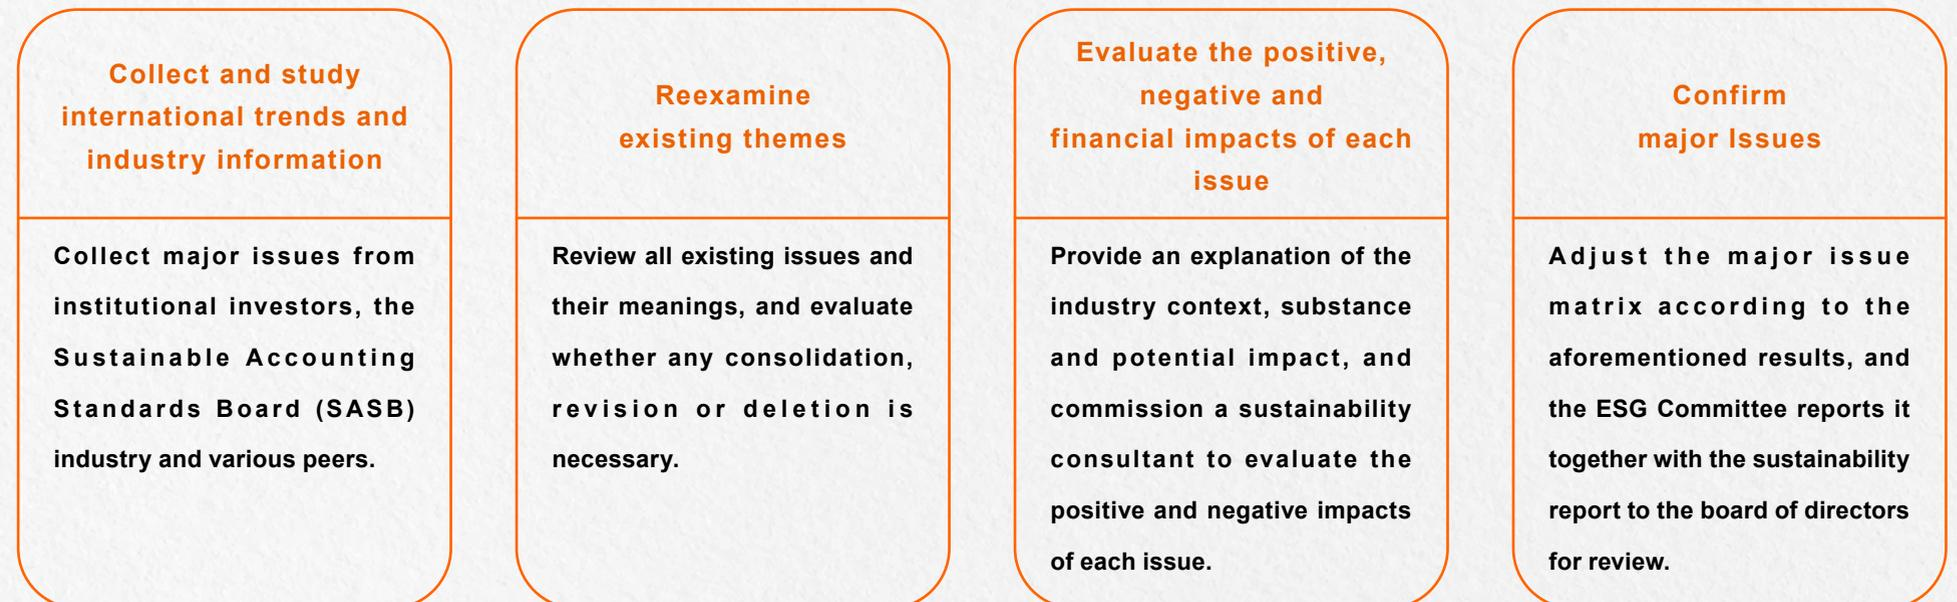 Collect and study
international trends and
industry information
Collect major issues from
institutional investors, the
Sustainable Accounting
Standards Board (SASB)
industry and various peers.
Reexamine
existing themes
Review all existing issues and
their meanings, and evaluate
whether any consolidation,
revision or deletion is
necessary.
Evaluate the positive,
negative and
financial impacts of each
issue
Provide an explanation of the
industry context, substance
and potential impact, and
commission a sustainability
consultant to evaluate the
positive and negative impacts
of each issue.
Confirm
major Issues
Adjust the major issue
matrix according to the
aforementioned results, and
the ESG Committee reports it
together with the sustainability
report to the board of directors
for review.